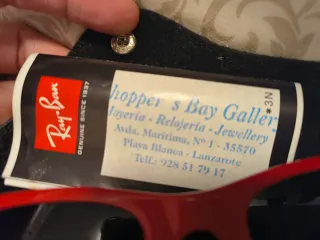 Ray-Ban
GENUINE SINCE 1937
hopper's Bay Galler
Joyeria - Relojeria - Jewellery
Avda. Maritima, Nº 1 - 35570
Playa Blanca - Lanzarote
Telf.: 928 51 79 17
*3N